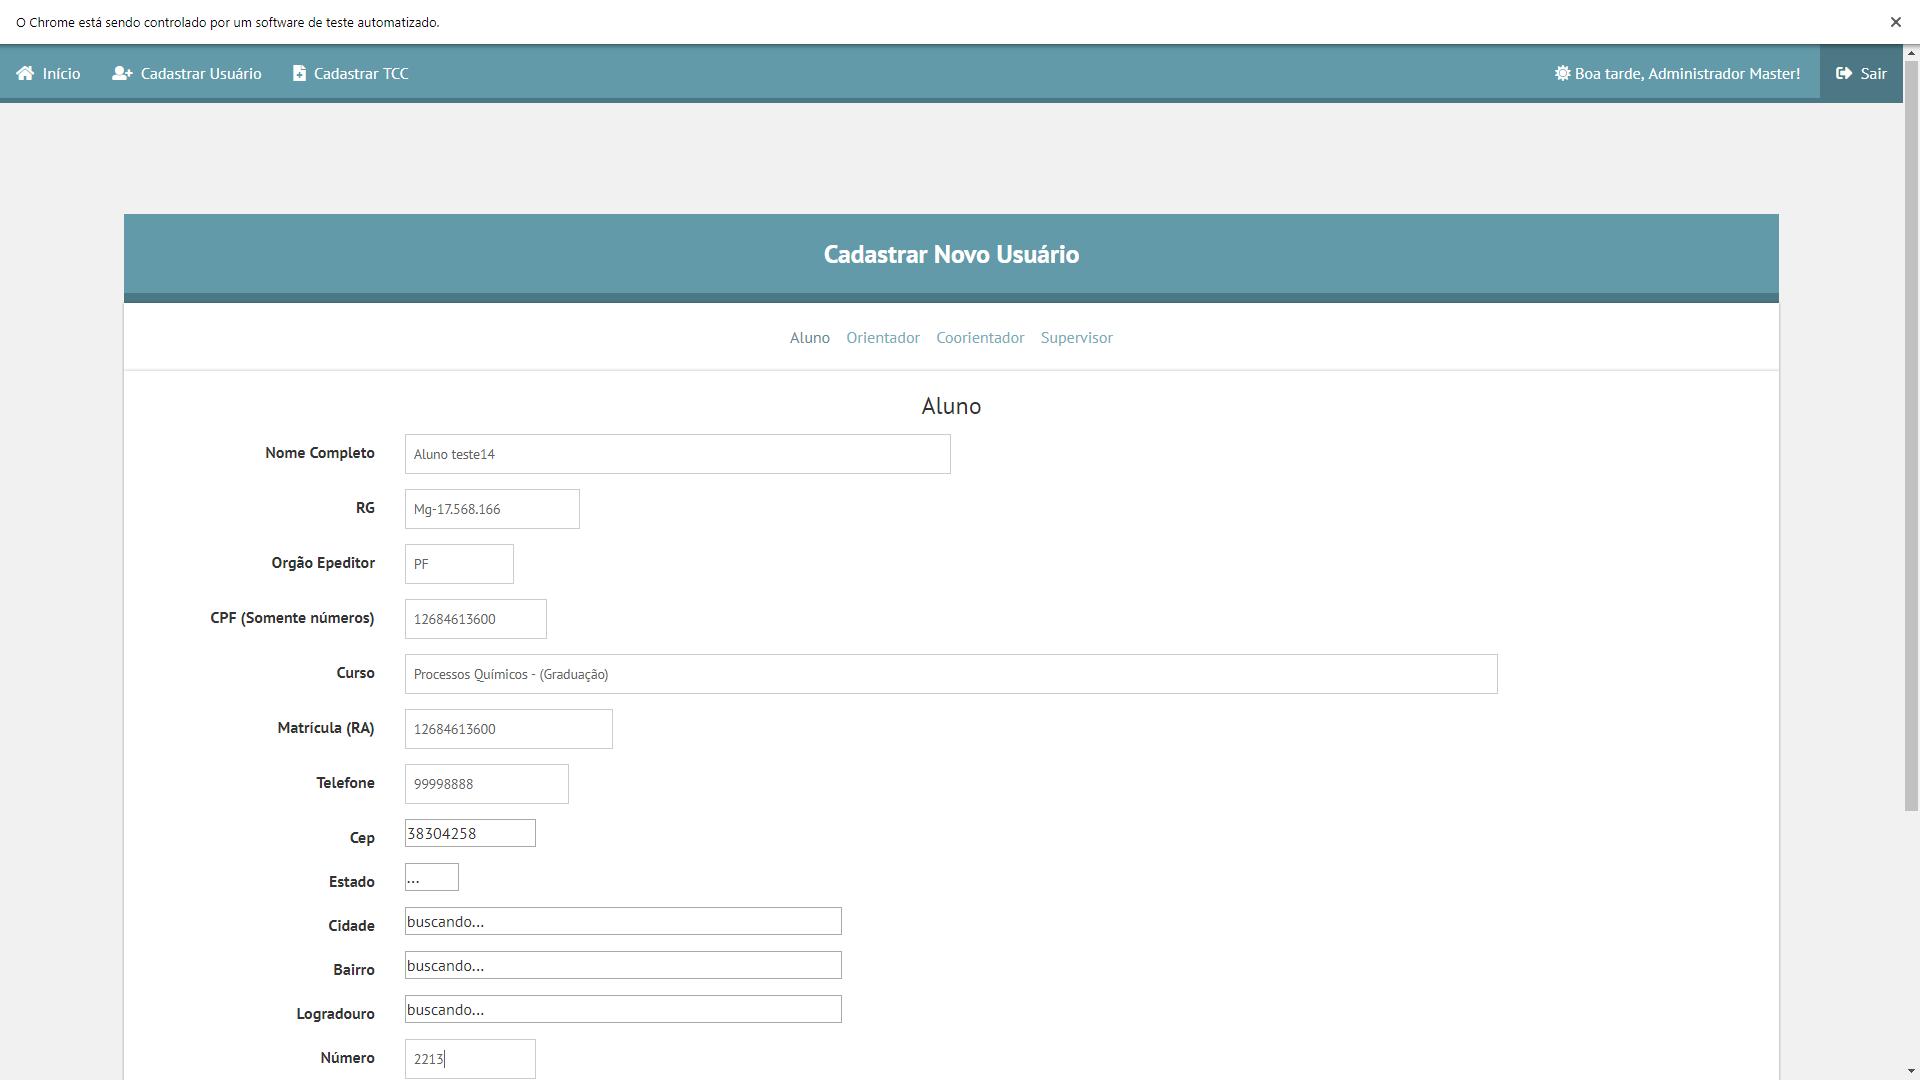 O Chrome está sendo controlado por um software de teste automatizado.
Início Cadastrar Usuário Cadastrar TCC Boa tarde, Administrador Master! Sair
Cadastrar Novo Usuário
Aluno Orientador Coorientador Supervisor
Aluno
Nome Completo Aluno teste14
RG Mg-17.568.166
Orgão Epeditor PF
CPF (Somente números) 12684613600
Curso Processos Químicos - (Graduação)
Matrícula (RA) 12684613600
Telefone 99998888
Cep 38304258
Estado ...
Cidade buscando...
Bairro buscando...
Logradouro buscando...
Número 2213